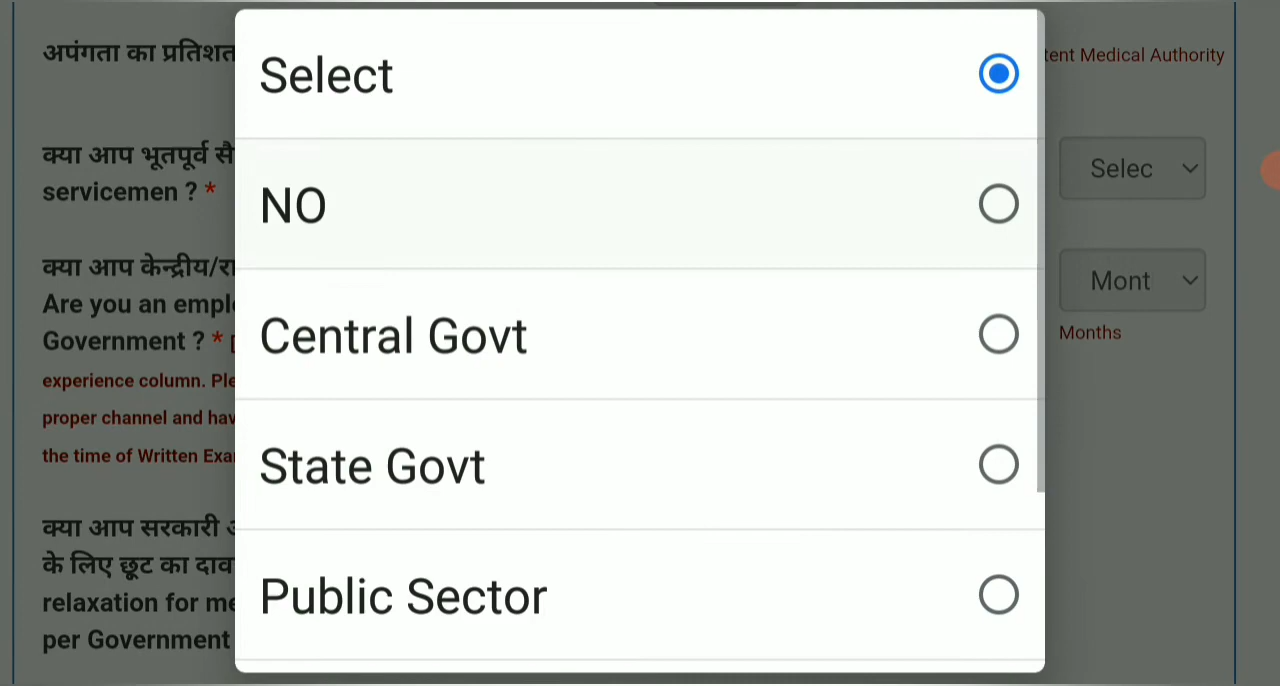 अपंगता का प्रतिशत
tent Medical Authority
Select
क्या आप भूतपूर्व सै
servicemen ? *
Selec
NO
क्या आप केन्द्रीय/रा
Are you an empl
Government ? * [
experience column. Ple
proper channel and hav
the time of Written Exa
Mont
Months
Central Govt
State Govt
क्या आप सरकारी
के लिए छूट का दाव
relaxation for me
per Government
Public Sector